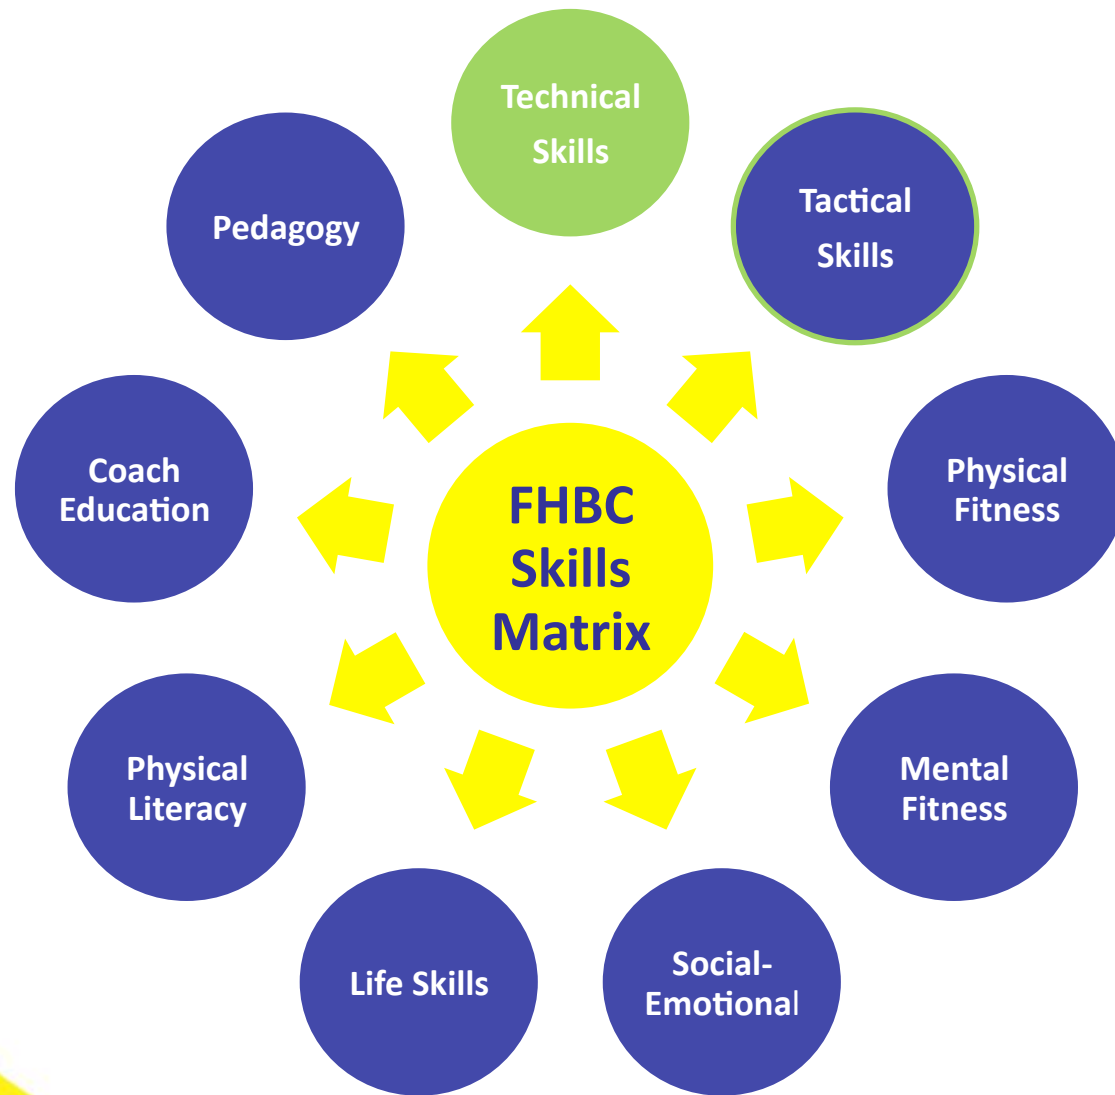 Technical
Skills
Tactical
Skills
Physical
Fitness
Mental
Fitness
Social-
Emotional
Life Skills
Physical
Literacy
Coach
Education
Pedagogy
FHBC
Skills
Matrix